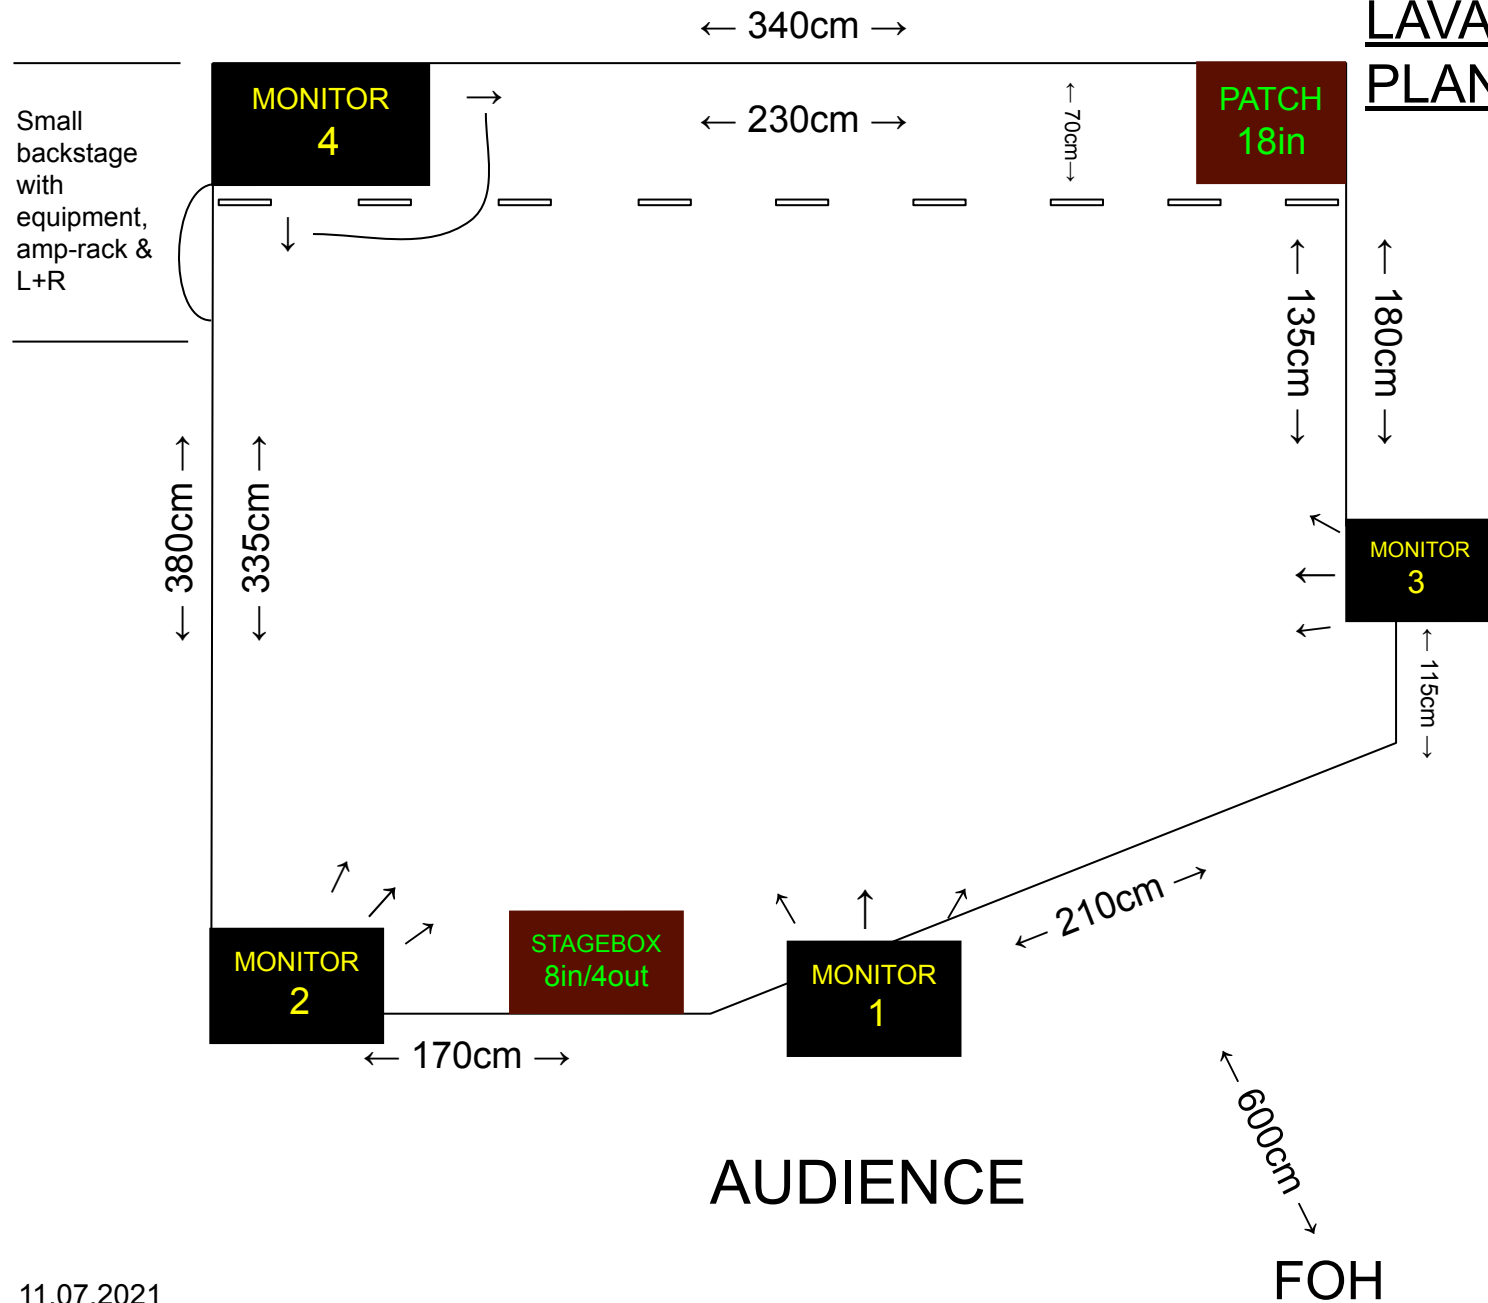 ← 340cm →
LAVA
PLAN
MONITOR
4
← 230cm →
← 70cm→
PATCH
18in
Small
backstage
with
equipment,
amp-rack &
L+R
← 135cm →
← 180cm →
← 380cm →
← 335cm →
MONITOR
3
← 115cm →
← 210cm →
MONITOR
2
STAGEBOX
8in/4out
MONITOR
1
← 170cm →
← 600cm →
AUDIENCE
FOH
11.07.2021